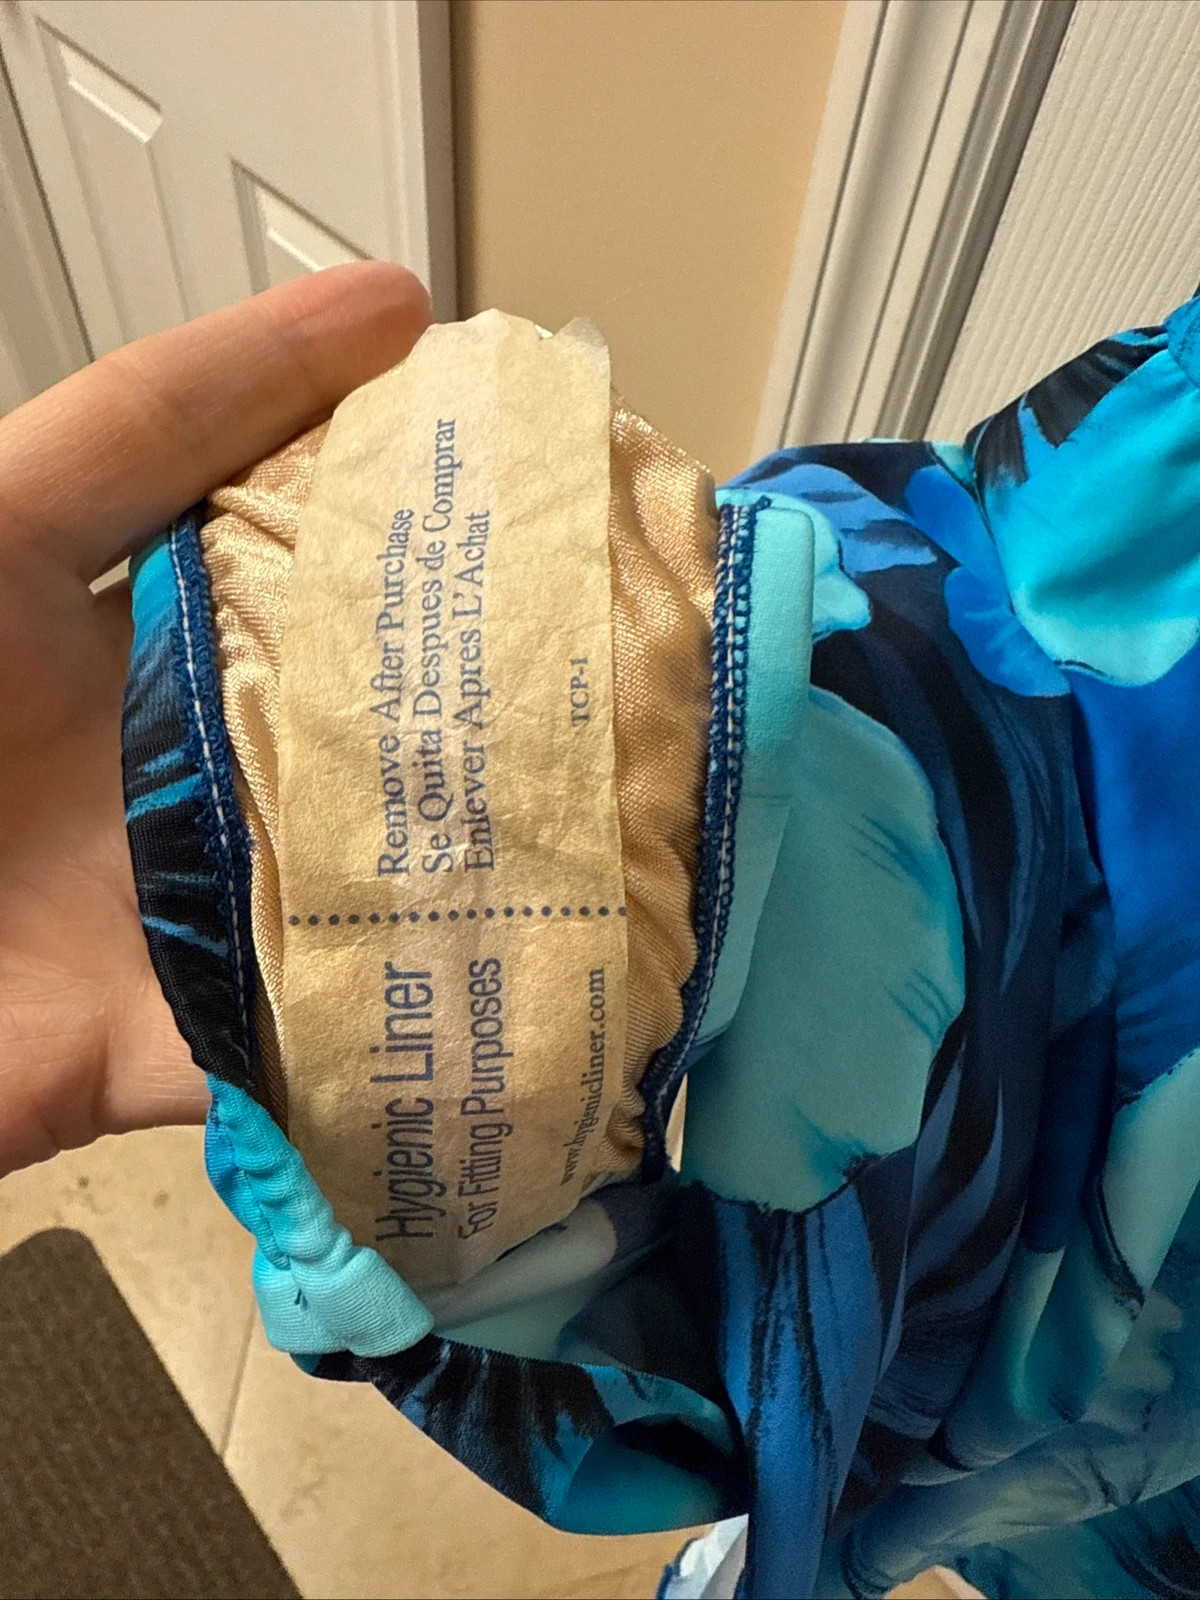 Remove After Purchase
Se Quita Despues de Comprar
Enlever Apres L'Achat
TCP-1
Hygienic Liner
For Fitting Purposes
www.hygienicliner.com